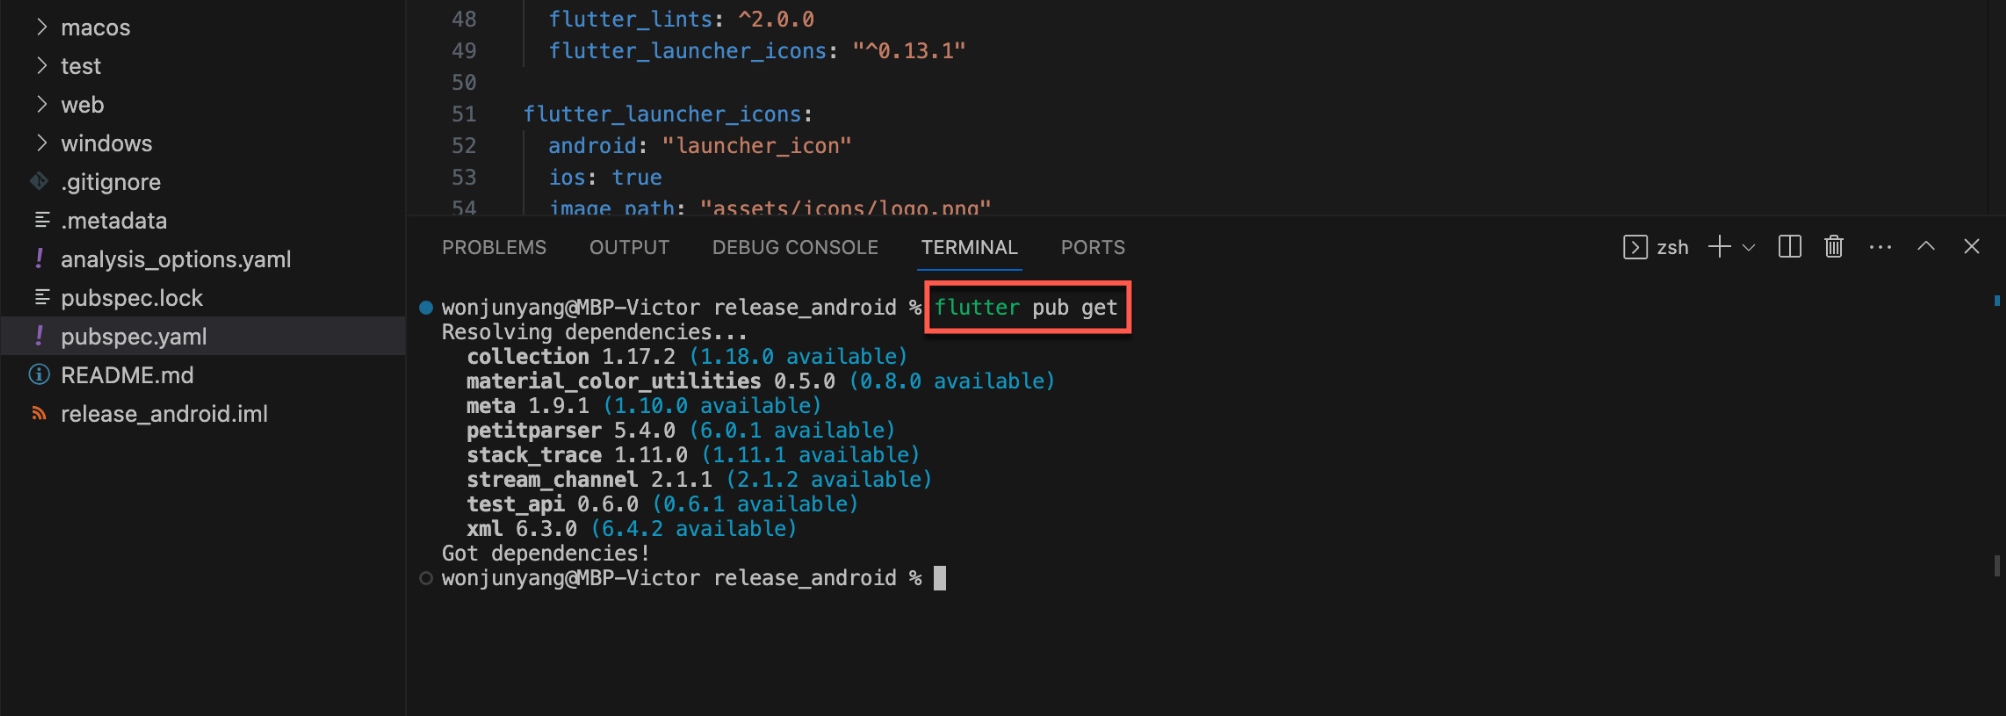 macos
test
web
windows
.gitignore
.metadata
analysis_options.yaml
pubspec.lock
pubspec.yaml
README.md
release_android.iml
48 flutter_lints: ^2.0.0
49 flutter_launcher_icons: "^0.13.1"
50
51 flutter_launcher_icons:
52 android: "launcher_icon"
53 ios: true
54 image_path: "assets/icons/logo.png"
PROBLEMS OUTPUT DEBUG CONSOLE TERMINAL PORTS zsh
wonjunyang@MBP-Victor release_android % flutter pub get
Resolving dependencies...
collection 1.17.2 (1.18.0 available)
material_color_utilities 0.5.0 (0.8.0 available)
meta 1.9.1 (1.10.0 available)
petitparser 5.4.0 (6.0.1 available)
stack_trace 1.11.0 (1.11.1 available)
stream_channel 2.1.1 (2.1.2 available)
test_api 0.6.0 (0.6.1 available)
xml 6.3.0 (6.4.2 available)
Got dependencies!
wonjunyang@MBP-Victor release_android %